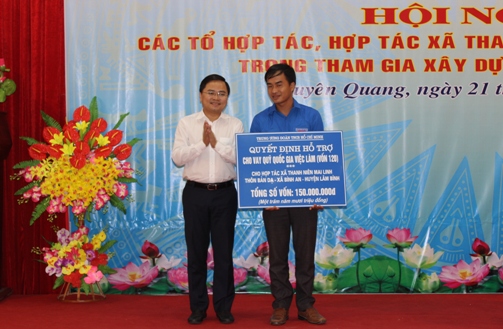 HỘI NG
CÁC TỔ HỢP TÁC, HỢP TÁC XÃ THA
TRONG THAM GIA XÂY DỰ
uyên Quang, ngày 21 t
TRUNG ƯƠNG ĐOÀN TNCS HỒ CHÍ MINH
QUYẾT ĐỊNH HỖ TRỢ
CHO VAY QUỸ QUỐC GIA VIỆC LÀM (VỐN 120)
***
CHO HỢP TÁC XÃ THANH NIÊN MAI LINH
THÔN BẢN DẠ - XÃ BÌNH AN - HUYỆN LÂM BÌNH
TỔNG SỐ VỐN: 150.000.000đ
(Một trăm năm mươi triệu đồng)